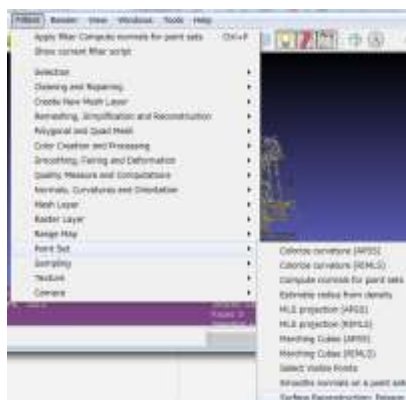 Filters Render View Windows Tools Help
Apply filter Compute normals for point sets Ctrl+P
Show current filter script
Selection
Cleaning and Repairing
Create New Mesh Layer
Remeshing, Simplification and Reconstruction
Polygonal and Quad Mesh
Color Creation and Processing
Smoothing, Fairing and Deformation
Quality Measure and Computations
Normals, Curvatures and Orientation
Mesh Layer
Raster Layer
Range Map
Point Set
Sampling
Texture
Camera
Colorize curvature (APSS)
Colorize curvature (RIMLS)
Compute normals for point sets
Estimate radius from density
MLS projection (APSS)
MLS projection (RIMLS)
Marching Cubes (APSS)
Marching Cubes (RIMLS)
Select Visible Points
Smooths normals on a point set
Surface Reconstruction: Poisson